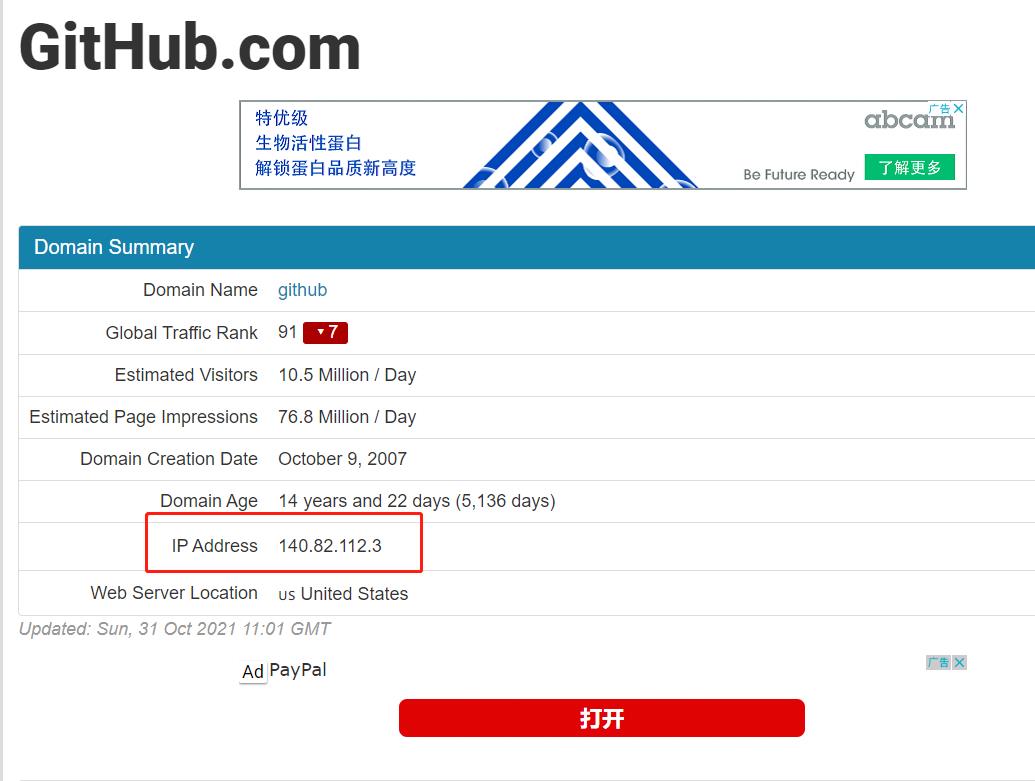 GitHub.com
特优级
生物活性蛋白
解锁蛋白品质新高度
广告
abcam
Be Future Ready
了解更多
Domain Summary
Domain Name github
Global Traffic Rank 91 ▼7
Estimated Visitors 10.5 Million / Day
Estimated Page Impressions 76.8 Million / Day
Domain Creation Date October 9, 2007
Domain Age 14 years and 22 days (5,136 days)
IP Address 140.82.112.3
Web Server Location US United States
Updated: Sun, 31 Oct 2021 11:01 GMT
广告
Ad PayPal
打开